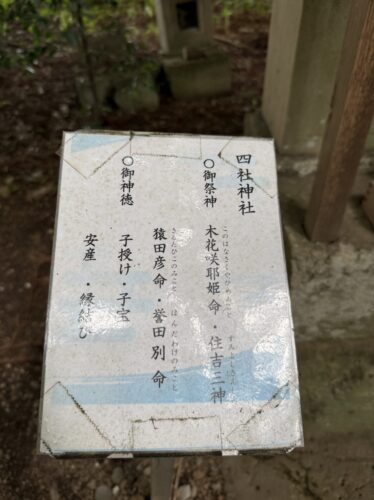 四社神社
○御祭神 木花咲耶姫命・住吉三神
このはなさくやひめのみこと すみよしさんしん
猿田彦命・誉田別命
さるたひこのみこと ほんだわけのみこと
○御神徳 子授け・子宝
安産・縁結び